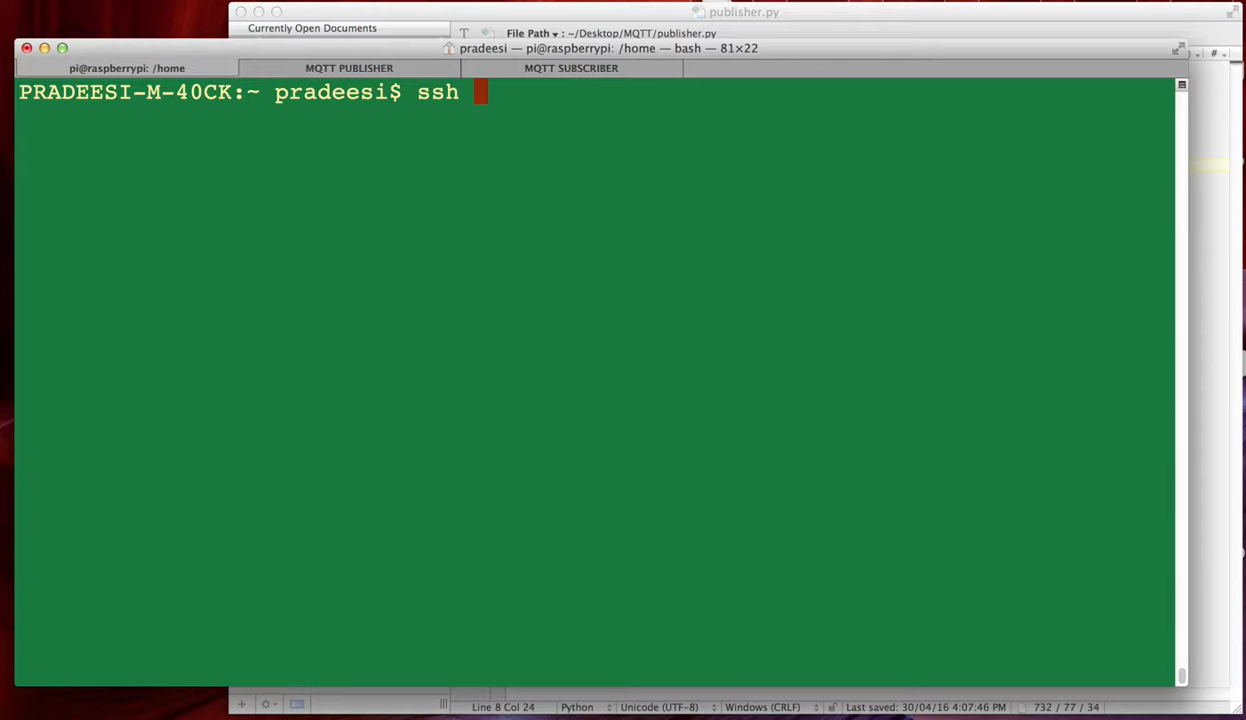 publisher.py
Currently Open Documents
File Path : ~/Desktop/MQTT/publisher.py
pradeesi — pi@raspberrypi: /home — bash — 81×22
pi@raspberrypi: /home
MQTT PUBLISHER
MQTT SUBSCRIBER
PRADEESI-M-40CK:~ pradeesi$ ssh
Line 8 Col 24
Python
Unicode (UTF-8)
Windows (CRLF)
Last saved: 30/04/16 4:07:46 PM
732 / 77 / 34